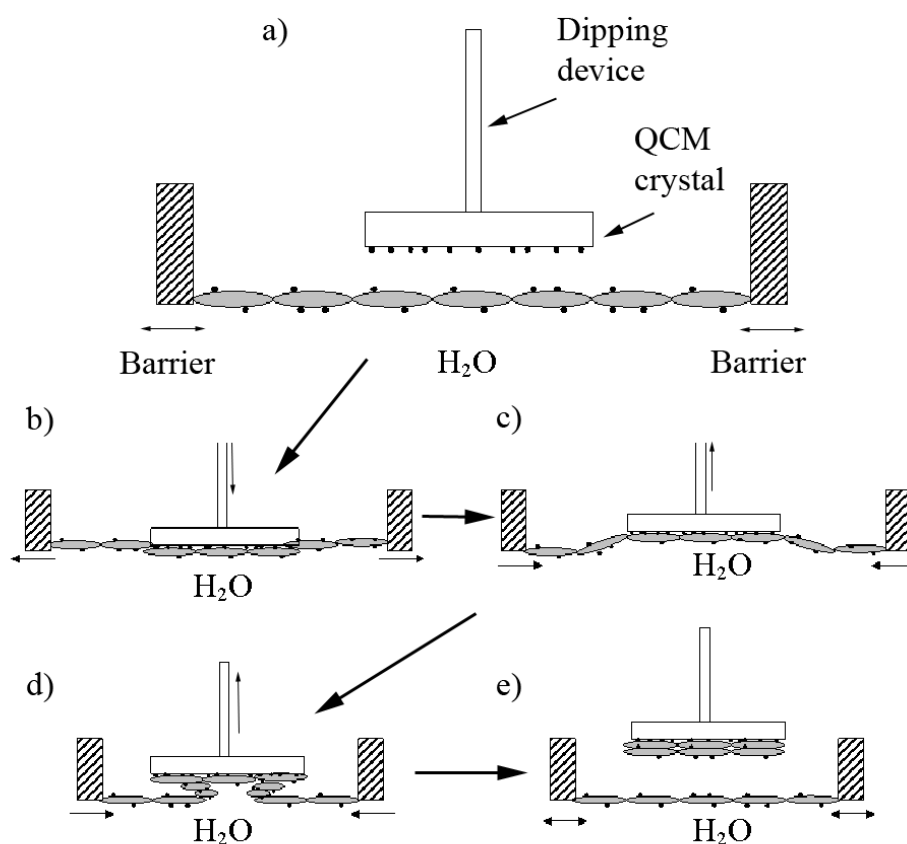 a)
Dipping
device
QCM
crystal
Barrier
H₂O
Barrier
b)
H₂O
c)
H₂O
d)
H₂O
e)
H₂O